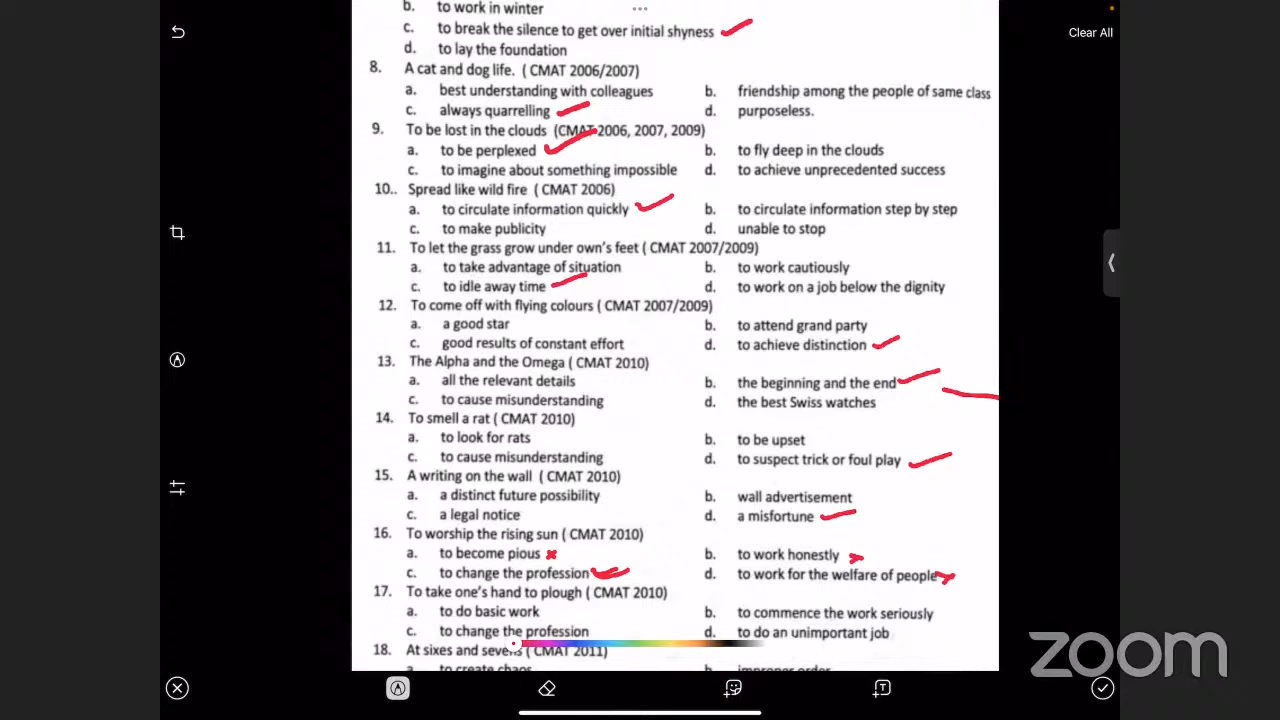 Clear All
b. to work in winter
c. to break the silence to get over initial shyness
d. to lay the foundation
8. A cat and dog life. ( CMAT 2006/2007)
a. best understanding with colleagues b. friendship among the people of same class
c. always quarrelling d. purposeless.
9. To be lost in the clouds (CMAT 2006, 2007, 2009)
a. to be perplexed b. to fly deep in the clouds
c. to imagine about something impossible d. to achieve unprecedented success
10.. Spread like wild fire ( CMAT 2006)
a. to circulate information quickly b. to circulate information step by step
c. to make publicity d. unable to stop
11. To let the grass grow under own's feet ( CMAT 2007/2009)
a. to take advantage of situation b. to work cautiously
c. to idle away time d. to work on a job below the dignity
12. To come off with flying colours ( CMAT 2007/2009)
a. a good star b. to attend grand party
c. good results of constant effort d. to achieve distinction
13. The Alpha and the Omega ( CMAT 2010)
a. all the relevant details b. the beginning and the end
c. to cause misunderstanding d. the best Swiss watches
14. To smell a rat ( CMAT 2010)
a. to look for rats b. to be upset
c. to cause misunderstanding d. to suspect trick or foul play
15. A writing on the wall ( CMAT 2010)
a. a distinct future possibility b. wall advertisement
c. a legal notice d. a misfortune
16. To worship the rising sun ( CMAT 2010)
a. to become pious b. to work honestly
c. to change the profession d. to work for the welfare of people
17. To take one's hand to plough ( CMAT 2010)
a. to do basic work b. to commence the work seriously
c. to change the profession d. to do an unimportant job
18. At sixes and sevens ( CMAT 2011)
a. to create chaos b. improper order
zoom